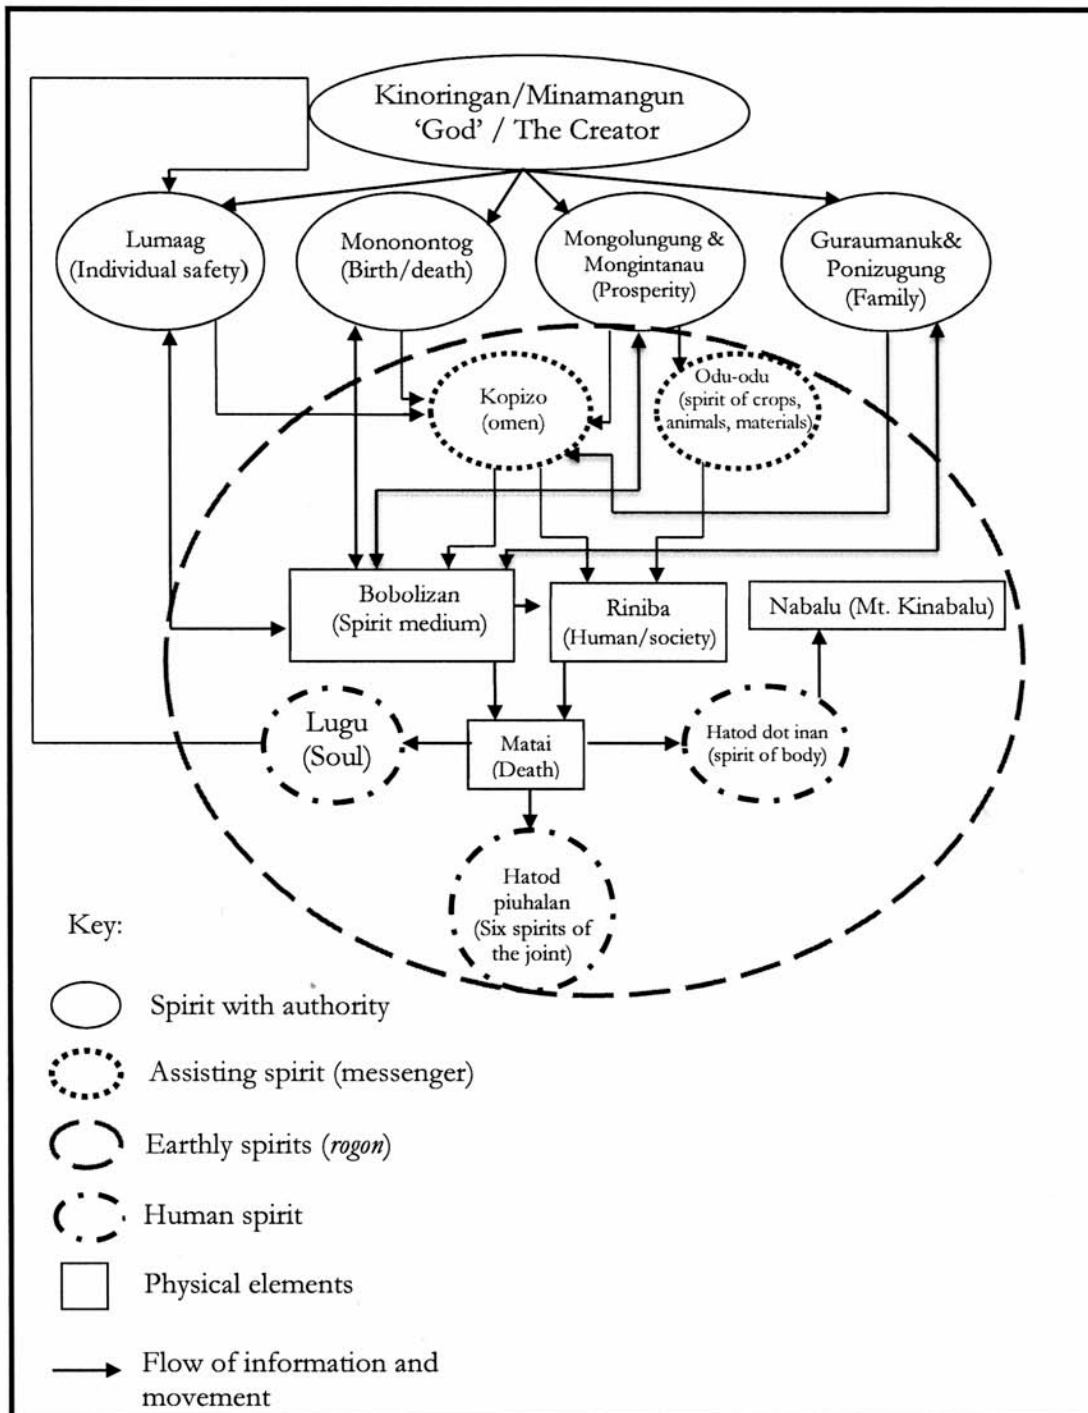 Kinoringan/Minamangun
‘God’ / The Creator
Lumaag
(Individual safety)
Mononontog
(Birth/death)
Mongolungung &
Mongintanau
(Prosperity)
Guraumanuk&
Ponizugung
(Family)
Kopizo
(omen)
Odu-odu
(spirit of crops,
animals, materials)
Bobolizan
(Spirit medium)
Riniba
(Human/society)
Nabalu (Mt. Kinabalu)
Lugu
(Soul)
Matai
(Death)
Hatod dot inan
(spirit of body)
Hatod
piuhalan
(Six spirits of
the joint)
Key:
Spirit with authority
Assisting spirit (messenger)
Earthly spirits (rogon)
Human spirit
Physical elements
Flow of information and
movement